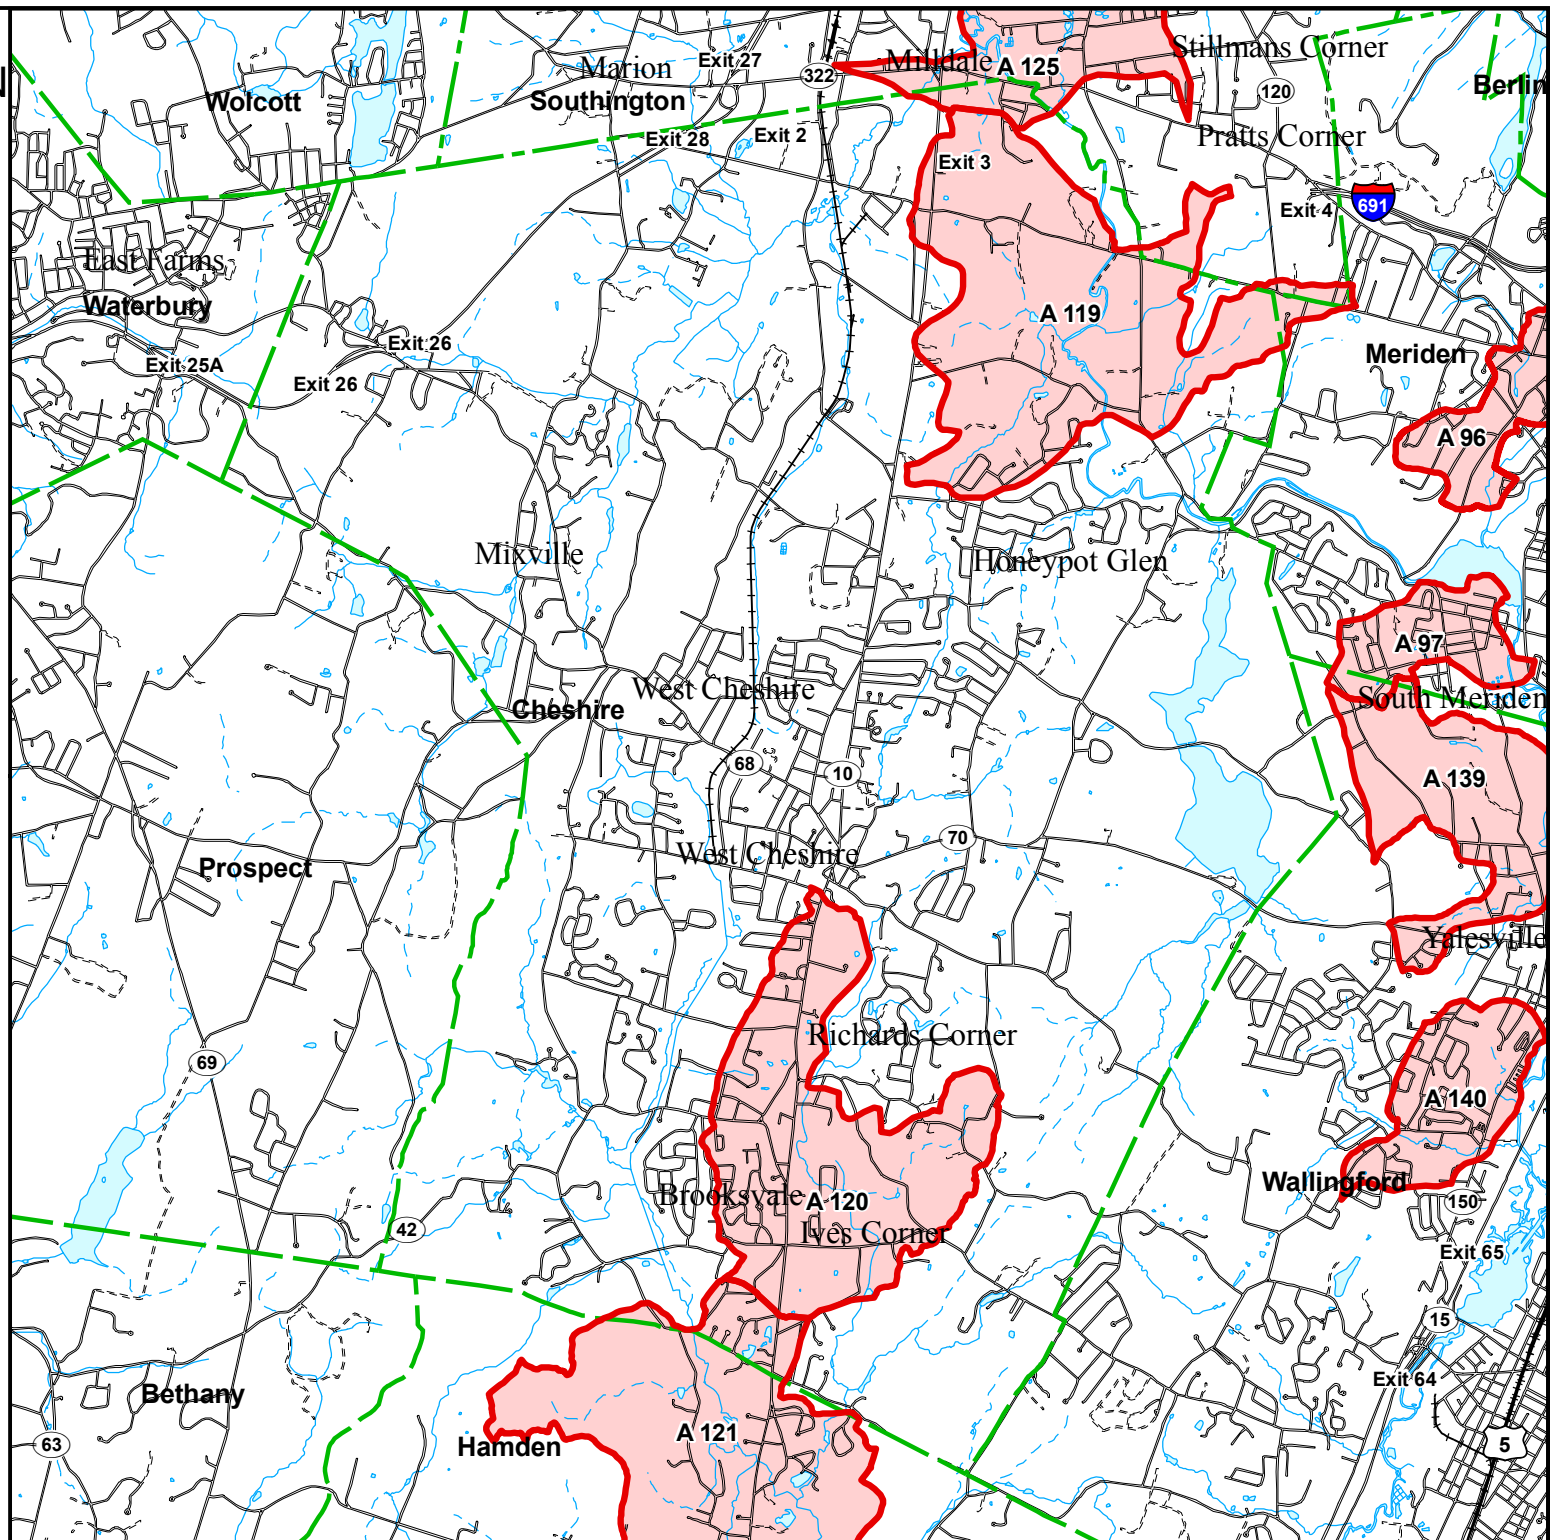 Stillmans Corner
Milldale
A 125
Exit 27
Marion
322
Berlin
120
Wolcott
Southington
Exit 2
Exit 28
Pratts Corner
Exit 3
691
Exit 4
East Farms
Waterbury
A 119
Exit 26
Meriden
Exit 25A
Exit 26
A 96
Mixville
Honeypot Glen
A 97
West Cheshire
South Meriden
Cheshire
68
10
A 139
70
West Cheshire
Prospect
Yalesville
Richards Corner
69
A 140
Wallingford
Brooksvale
A 120
150
42
Ives Corner
Exit 65
15
Exit 64
Bethany
A 121
63
Hamden
5